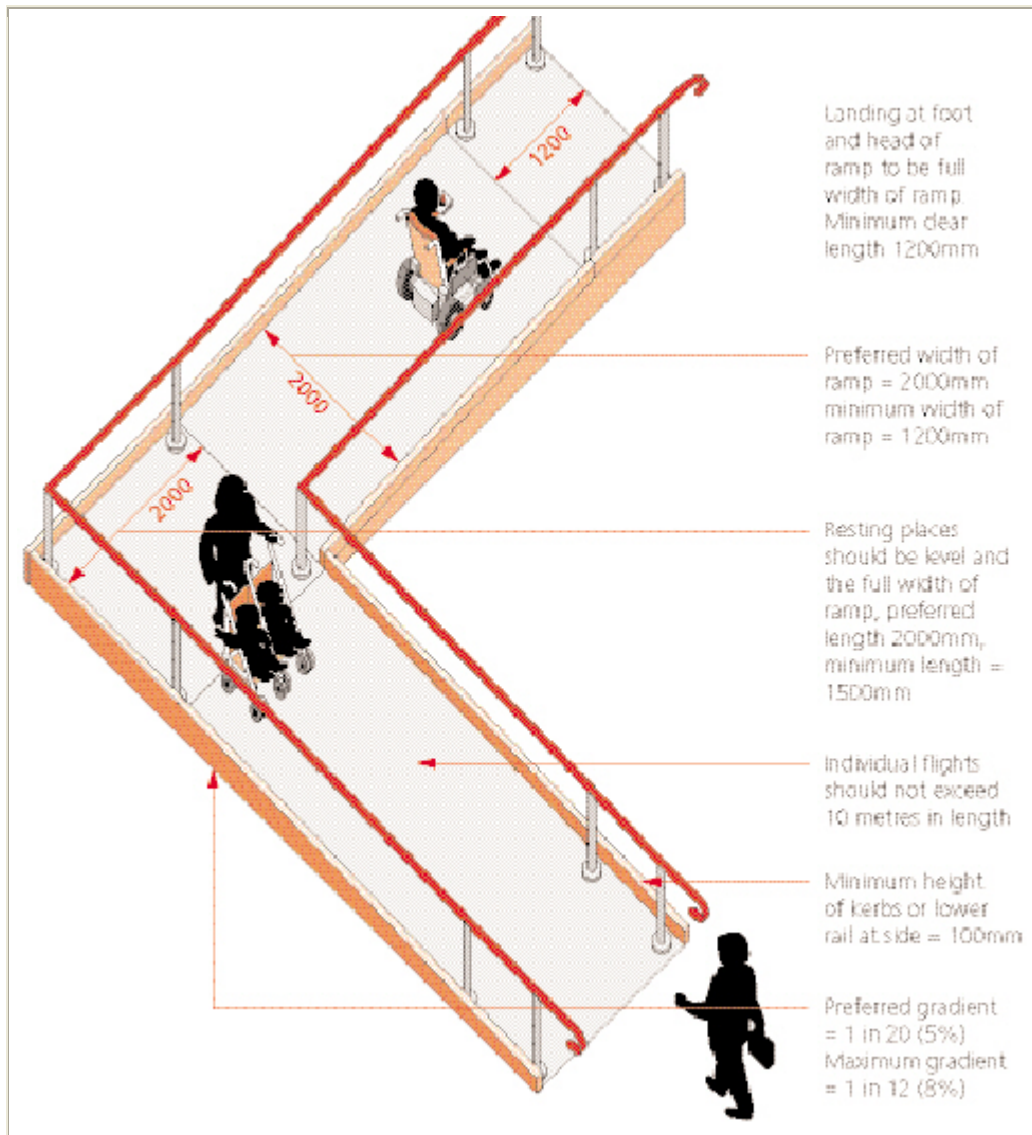 1200
Landing at foot
and head of
ramp to be full
width of ramp.
Minimum clear
length 1200mm
2000
Preferred width of
ramp = 2000mm
minimum width of
ramp = 1200mm
2000
Resting places
should be level and
the full width of
ramp, preferred
length 2000mm,
minimum length =
1500mm
Individual flights
should not exceed
10 metres in length
Minimum height
of kerbs or lower
rail at side = 100mm
Preferred gradient
= 1 in 20 (5%)
Maximum gradient
= 1 in 12 (8%)